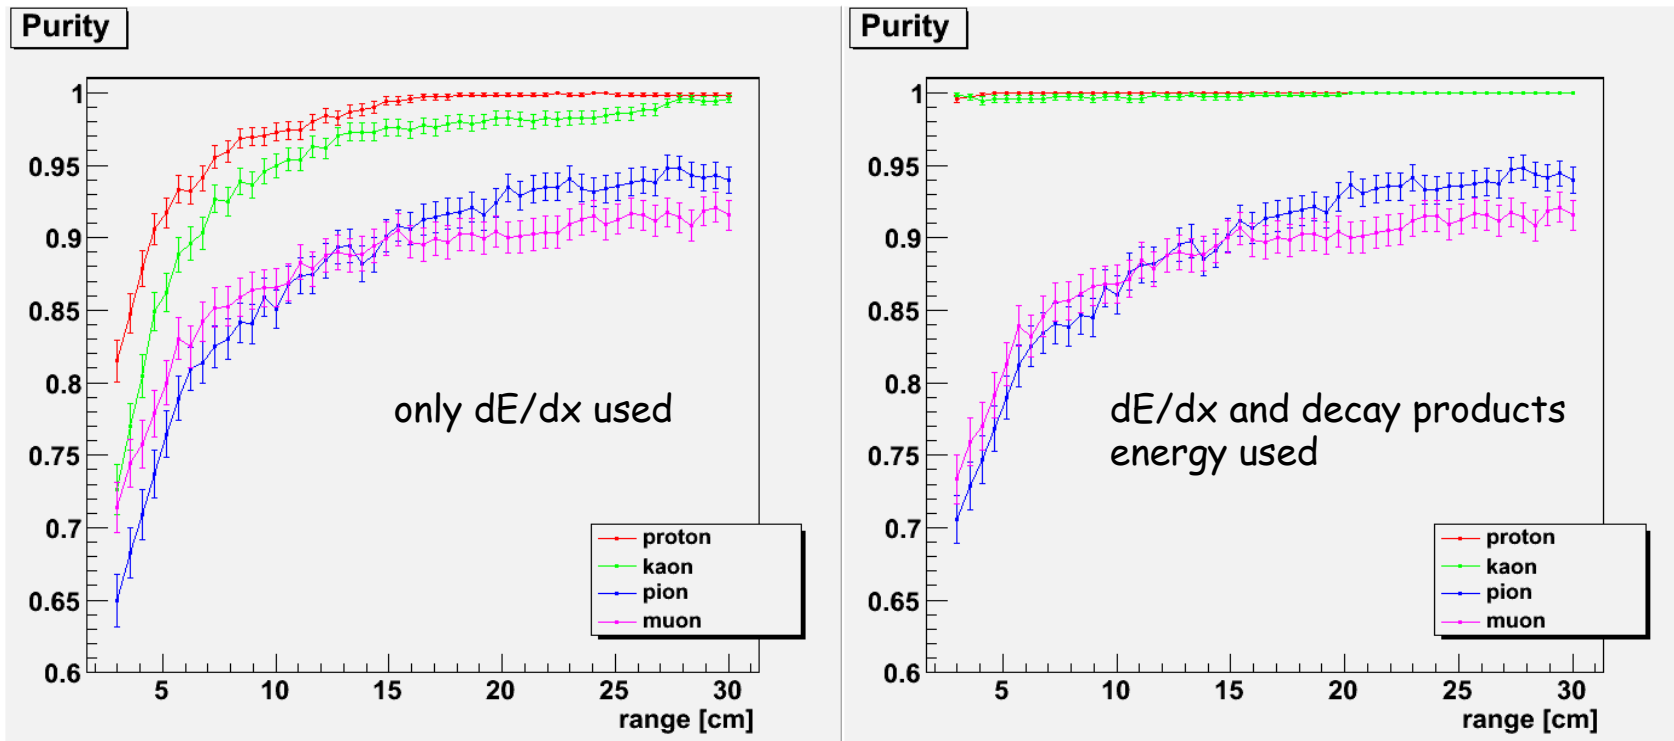 Purity
1
0.95
0.9
0.85
0.8
0.75
0.7
0.65
0.6
only dE/dx used
proton
kaon
pion
muon
5 10 15 20 25 30
range [cm]
Purity
1
0.95
0.9
0.85
0.8
0.75
0.7
0.65
0.6
dE/dx and decay products
energy used
proton
kaon
pion
muon
5 10 15 20 25 30
range [cm]